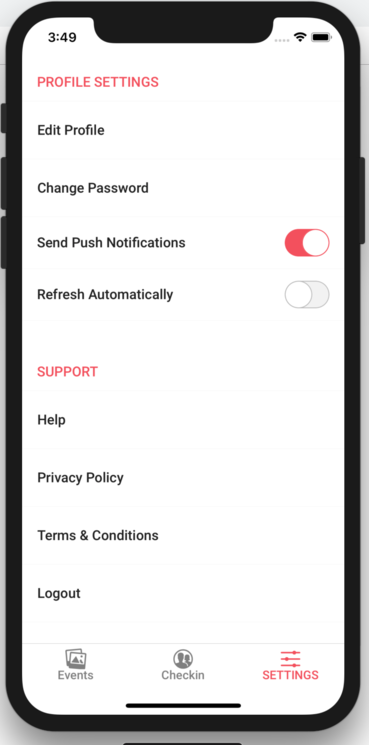 3:49
PROFILE SETTINGS
Edit Profile
Change Password
Send Push Notifications
Refresh Automatically
SUPPORT
Help
Privacy Policy
Terms & Conditions
Logout
Events Checkin SETTINGS